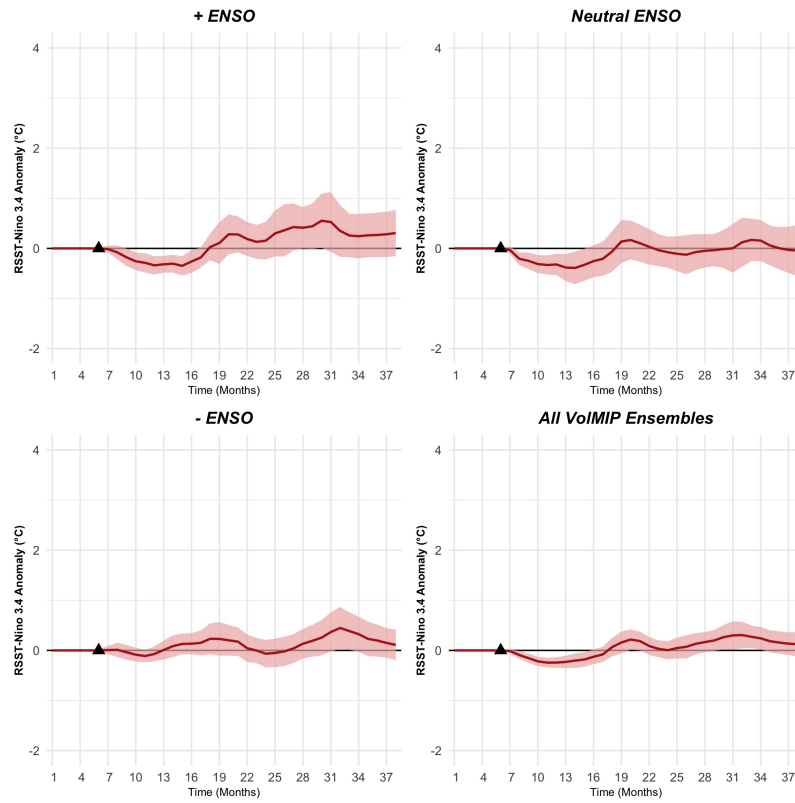 + ENSO
4
2
0
-2
RSST-Nino 3.4 Anomaly (°C)
1 4 7 10 13 16 19 22 25 28 31 34 37
Time (Months)
Neutral ENSO
4
2
0
-2
RSST-Nino 3.4 Anomaly (°C)
1 4 7 10 13 16 19 22 25 28 31 34 37
Time (Months)
- ENSO
4
2
0
-2
RSST-Nino 3.4 Anomaly (°C)
1 4 7 10 13 16 19 22 25 28 31 34 37
Time (Months)
All VolMIP Ensembles
4
2
0
-2
RSST-Nino 3.4 Anomaly (°C)
1 4 7 10 13 16 19 22 25 28 31 34 37
Time (Months)